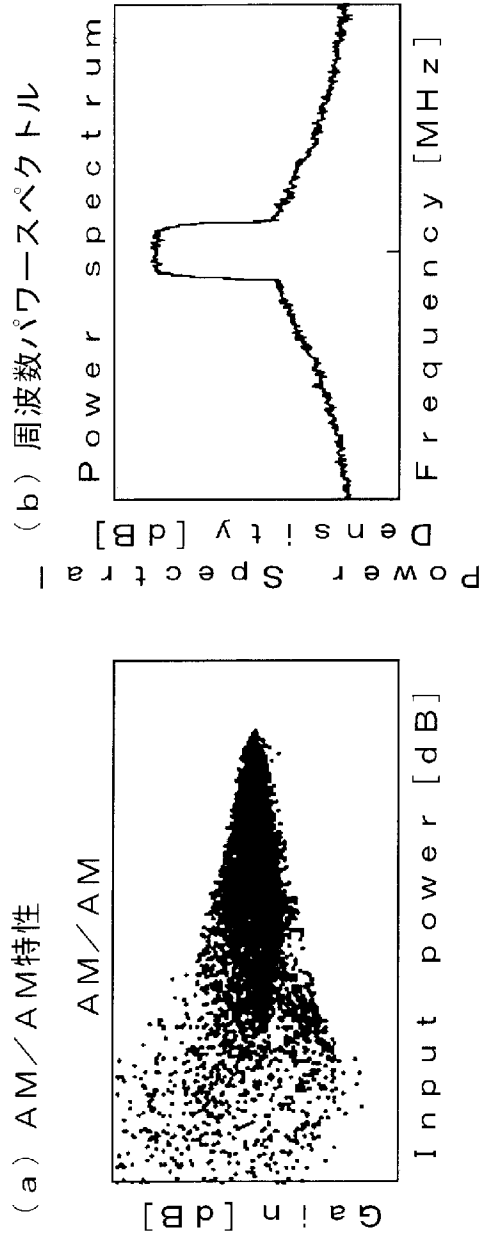 (a) AM/AM特性
AM/AM
Gain [dB]
Input power [dB]
(b) 周波数パワースペクトル
Power spectrum
Power Spectral
Density [dB]
Frequency [MHz]